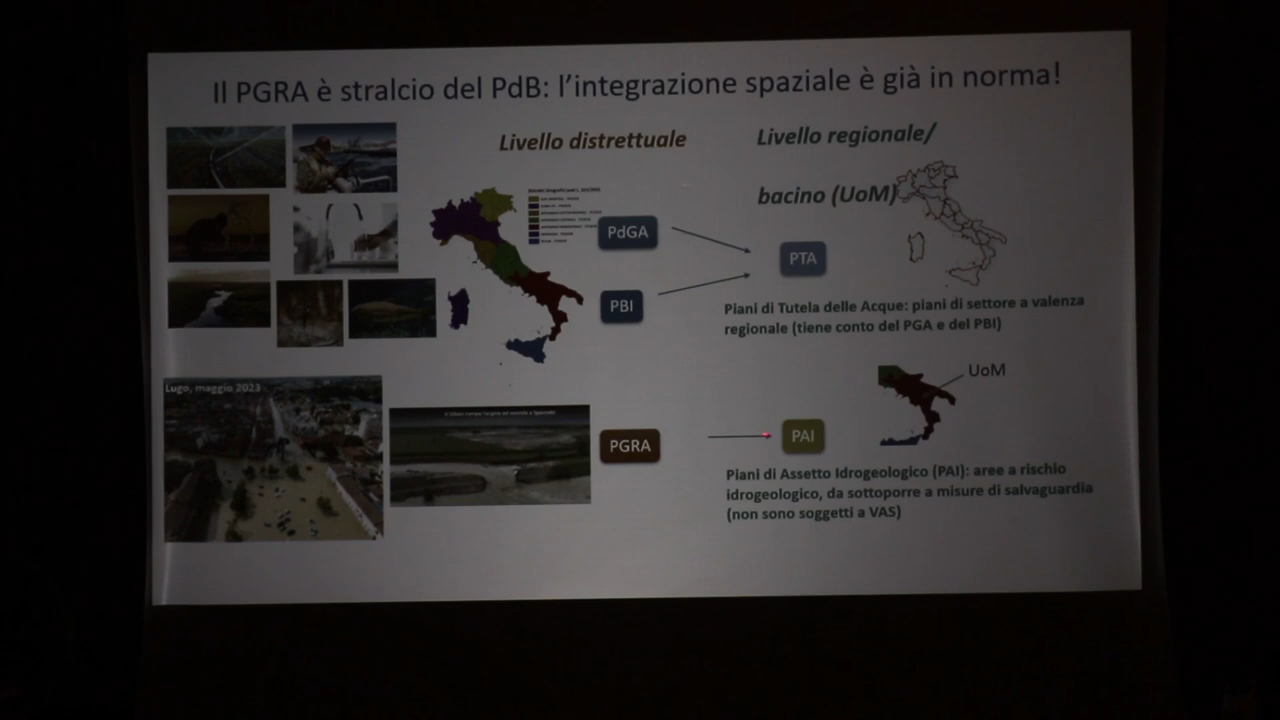 Il PGRA è stralcio del PdB: l'integrazione spaziale è già in norma!
Livello distrettuale
Livello regionale/
bacino (UoM)
PdGA
PBI
PTA
Piani di Tutela delle Acque: piani di settore a valenza
regionale (tiene conto del PGA e del PBI)
UoM
Lugo, maggio 2023
PGRA
PAI
Piani di Assetto Idrogeologico (PAI): aree a rischio
idrogeologico, da sottoporre a misure di salvaguardia
(non sono soggetti a VAS)